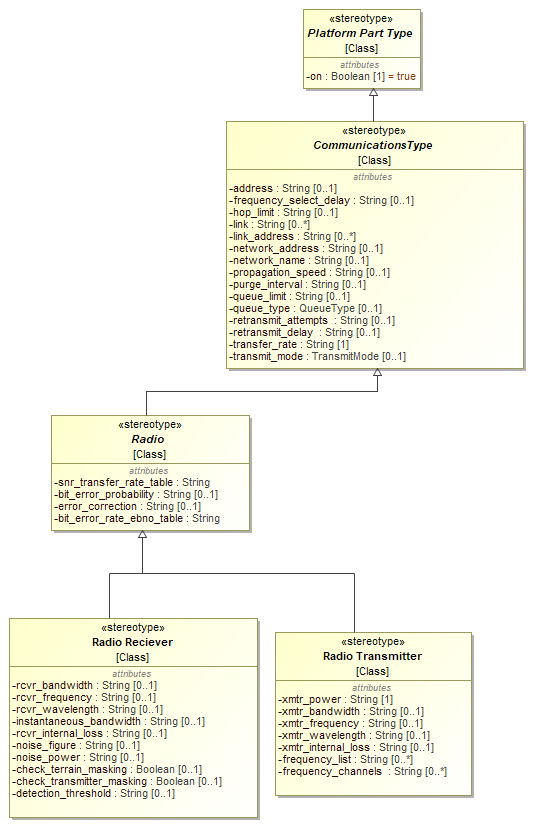 «stereotype»
Platform Part Type
[Class]
attributes
-on : Boolean [1] = true
«stereotype»
CommunicationsType
[Class]
attributes
-address : String [0..1]
-frequency_select_delay : String [0..1]
-hop_limit : String [0..1]
-link : String [0..*]
-link_address : String [0..*]
-network_address : String [0..1]
-network_name : String [0..1]
-propagation_speed : String [0..1]
-purge_interval : String [0..1]
-queue_limit : String [0..1]
-queue_type : QueueType [0..1]
-retransmit_attempts : String [0..1]
-retransmit_delay : String [0..1]
-transfer_rate : String [1]
-transmit_mode : TransmitMode [0..1]
«stereotype»
Radio
[Class]
attributes
-snr_transfer_rate_table : String
-bit_error_probability : String [0..1]
-error_correction : String [0..1]
-bit_error_rate_ebno_table : String
«stereotype»
Radio Reciever
[Class]
attributes
-rcvr_bandwidth : String [0..1]
-rcvr_frequency : String [0..1]
-rcvr_wavelength : String [0..1]
-instantaneous_bandwidth : String [0..1]
-rcvr_internal_loss : String [0..1]
-noise_figure : String [0..1]
-noise_power : String [0..1]
-check_terrain_masking : Boolean [0..1]
-check_transmitter_masking : Boolean [0..1]
-detection_threshold : String [0..1]
«stereotype»
Radio Transmitter
[Class]
attributes
-xmtr_power : String [1]
-xmtr_bandwidth : String [0..1]
-xmtr_frequency : String [0..1]
-xmtr_wavelength : String [0..1]
-xmtr_internal_loss : String [0..1]
-frequency_list : String [0..*]
-frequency_channels : String [0..*]